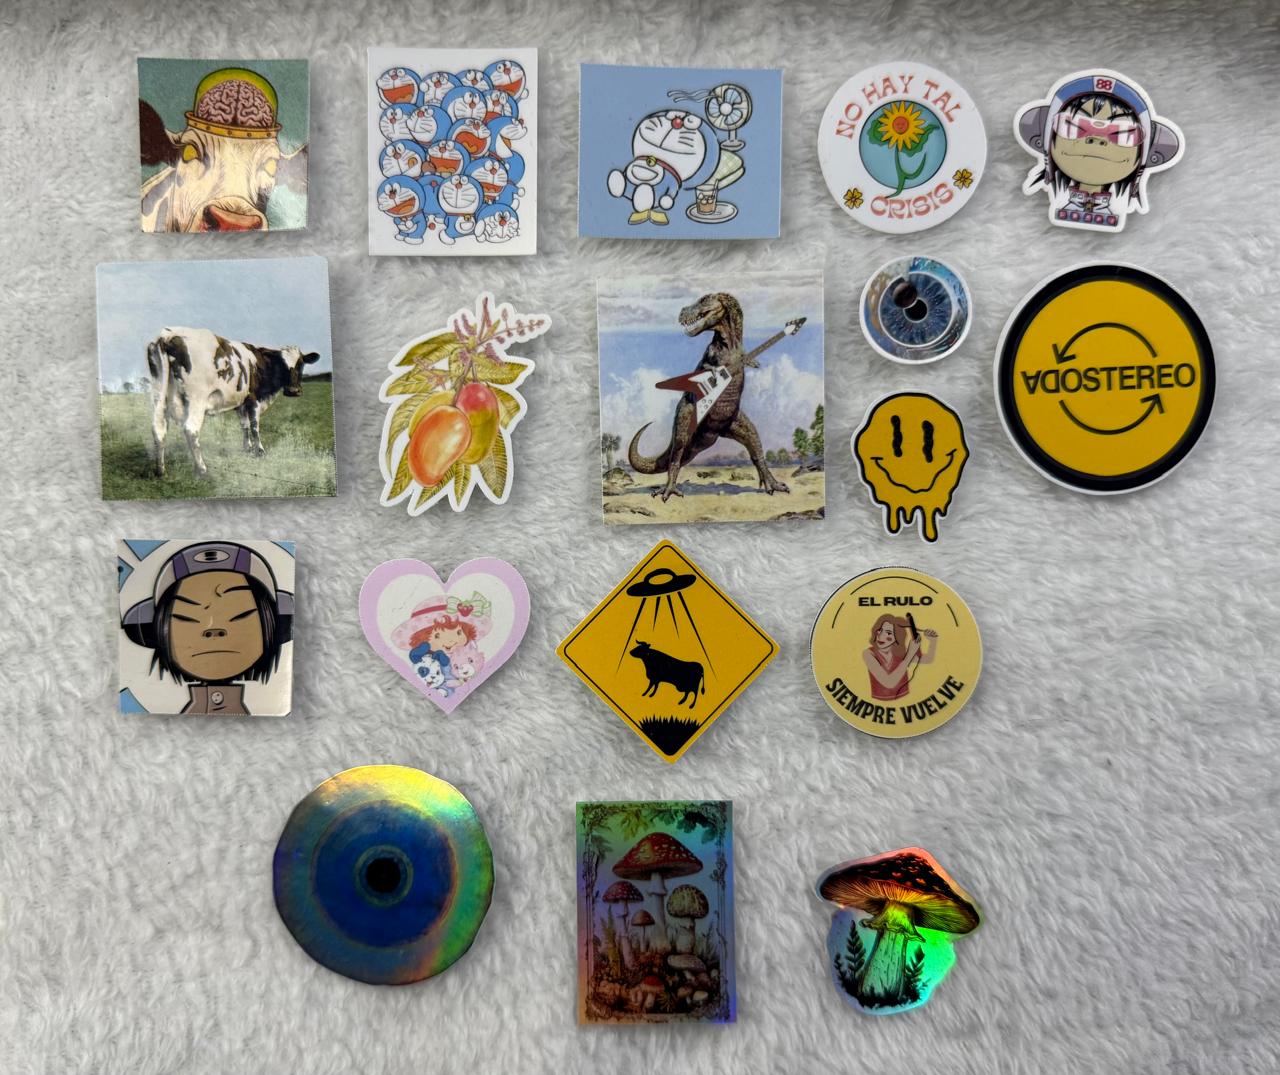 NO HAY TAL
CRISIS
88
ADOSTEREO
EL RULO
SIEMPRE VUELVE